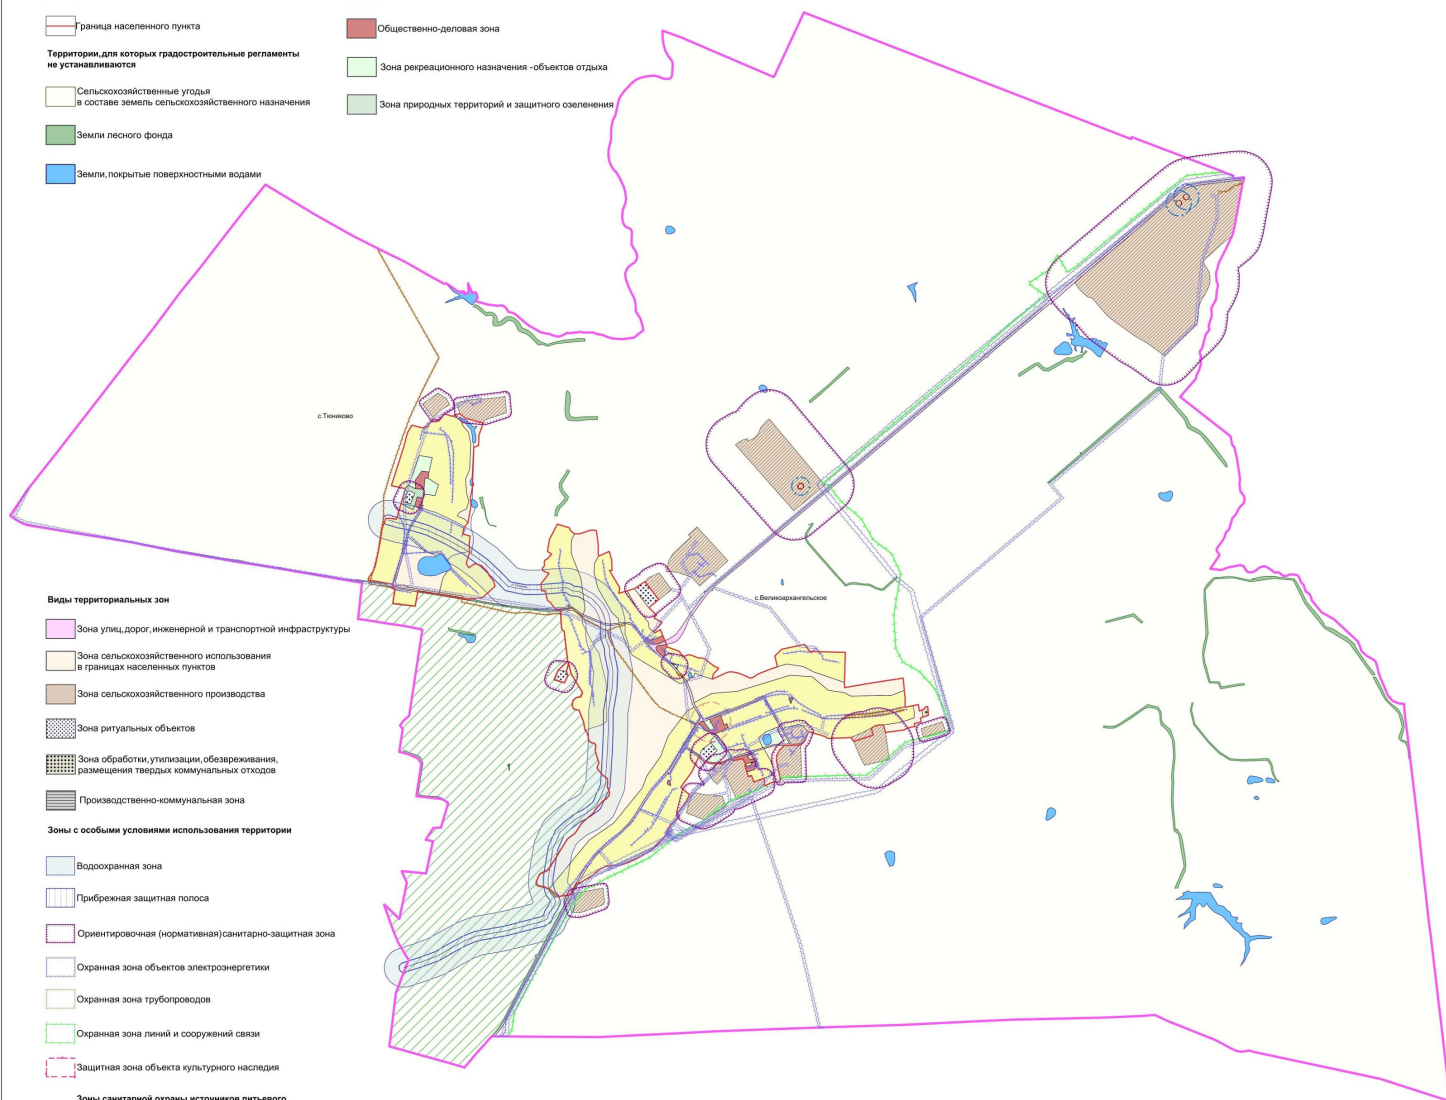 Граница населенного пункта
Территории,для которых градостроительные регламенты
не устанавливаются
Сельскохозяйственные угодья
в составе земель сельскохозяйственного назначения
Земли лесного фонда
Земли,покрытые поверхностными водами
Общественно-деловая зона
Зона рекреационного назначения -объектов отдыха
Зона природных территорий и защитного озеленения
с.Тюниково
с.Великоархангельское
1
Виды территориальных зон
Зона улиц,дорог,инженерной и транспортной инфраструктуры
Зона сельскохозяйственного использования
в границах населенных пунктов
Зона сельскохозяйственного производства
Зона ритуальных объектов
Зона обработки,утилизации,обезвреживания,
размещения твердых коммунальных отходов
Производственно-коммунальная зона
Зоны с особыми условиями использования территории
Водоохранная зона
Прибрежная защитная полоса
Ориентировочная (нормативная)санитарно-защитная зона
Охранная зона объектов электроэнергетики
Охранная зона трубопроводов
Охранная зона линий и сооружений связи
Защитная зона объекта культурного наследия
Зоны санитарной охраны источников питьевого